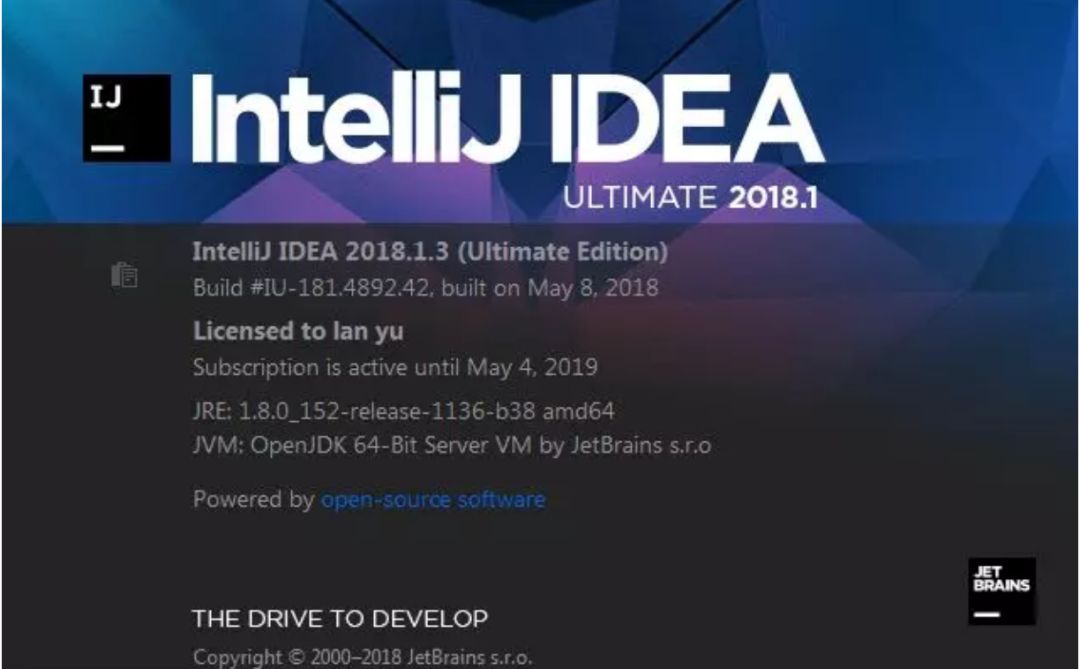 IJ
IntelliJ IDEA
ULTIMATE 2018.1
IntelliJ IDEA 2018.1.3 (Ultimate Edition)
Build #IU-181.4892.42, built on May 8, 2018
Licensed to lan yu
Subscription is active until May 4, 2019
JRE: 1.8.0_152-release-1136-b38 amd64
JVM: OpenJDK 64-Bit Server VM by JetBrains s.r.o
Powered by open-source software
JET
BRAINS
THE DRIVE TO DEVELOP
Copyright © 2000–2018 JetBrains s.r.o.